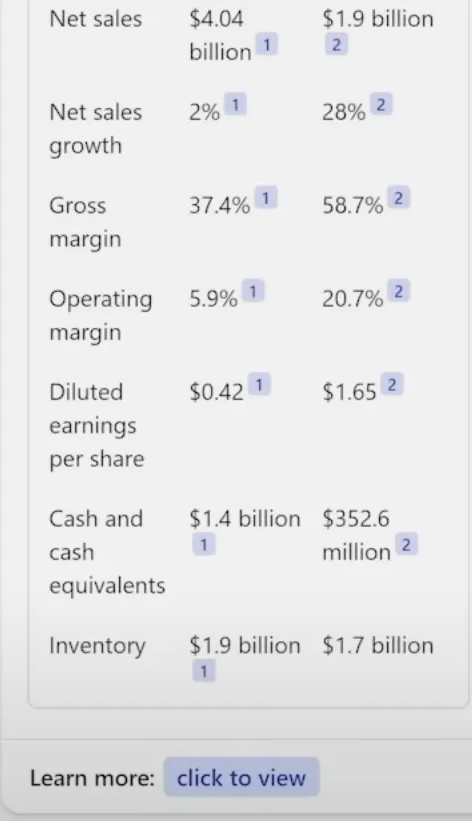 Net sales $4.04 $1.9 billion
billion 1 2
Net sales 2% 1 28% 2
growth
Gross 37.4% 1 58.7% 2
margin
Operating 5.9% 1 20.7% 2
margin
Diluted $0.42 1 $1.65 2
earnings
per share
Cash and $1.4 billion $352.6
cash 1 million 2
equivalents
Inventory $1.9 billion $1.7 billion
1
Learn more: click to view